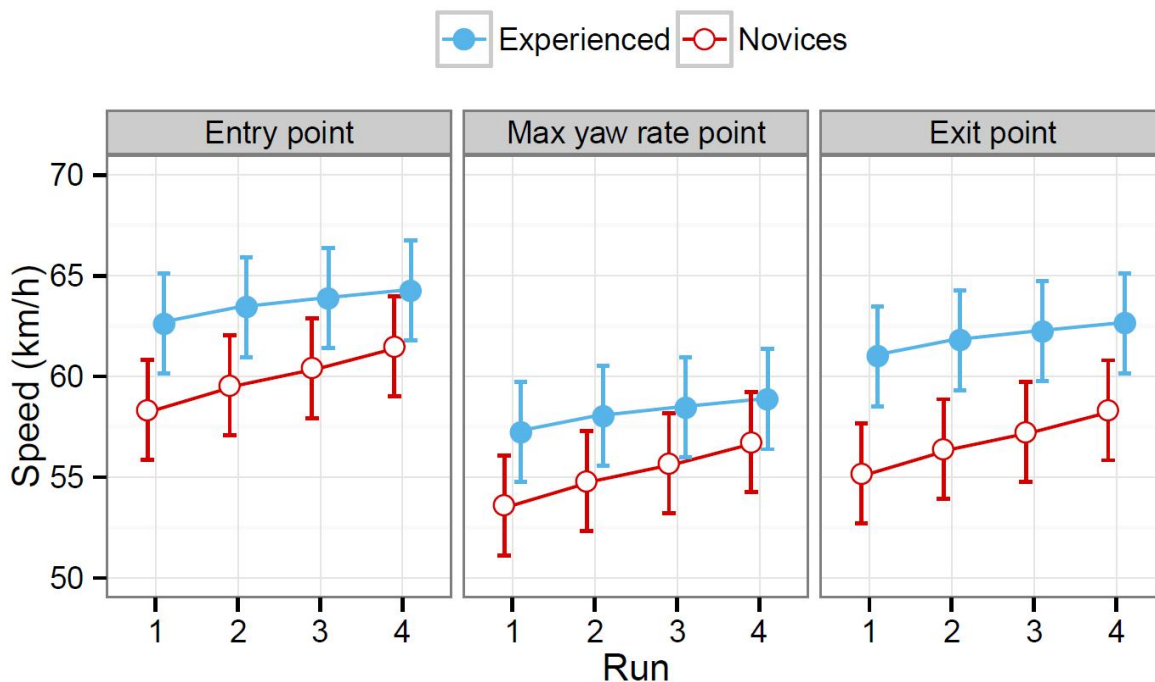 Experienced Novices
Entry point
Max yaw rate point
Exit point
Speed (km/h)
70
65
60
55
50
1 2 3 4
1 2 3 4
1 2 3 4
Run